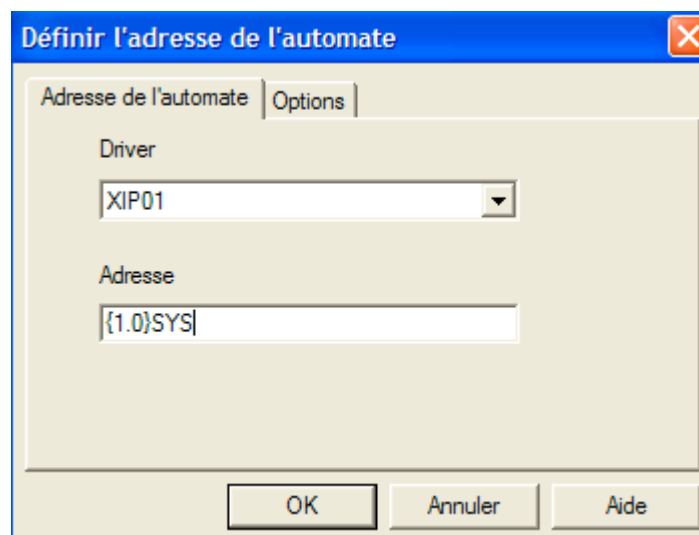 Définir l'adresse de l'automate
Adresse de l'automate
Options
Driver
XIP01
Adresse
{1.0}SYS
OK
Annuler
Aide